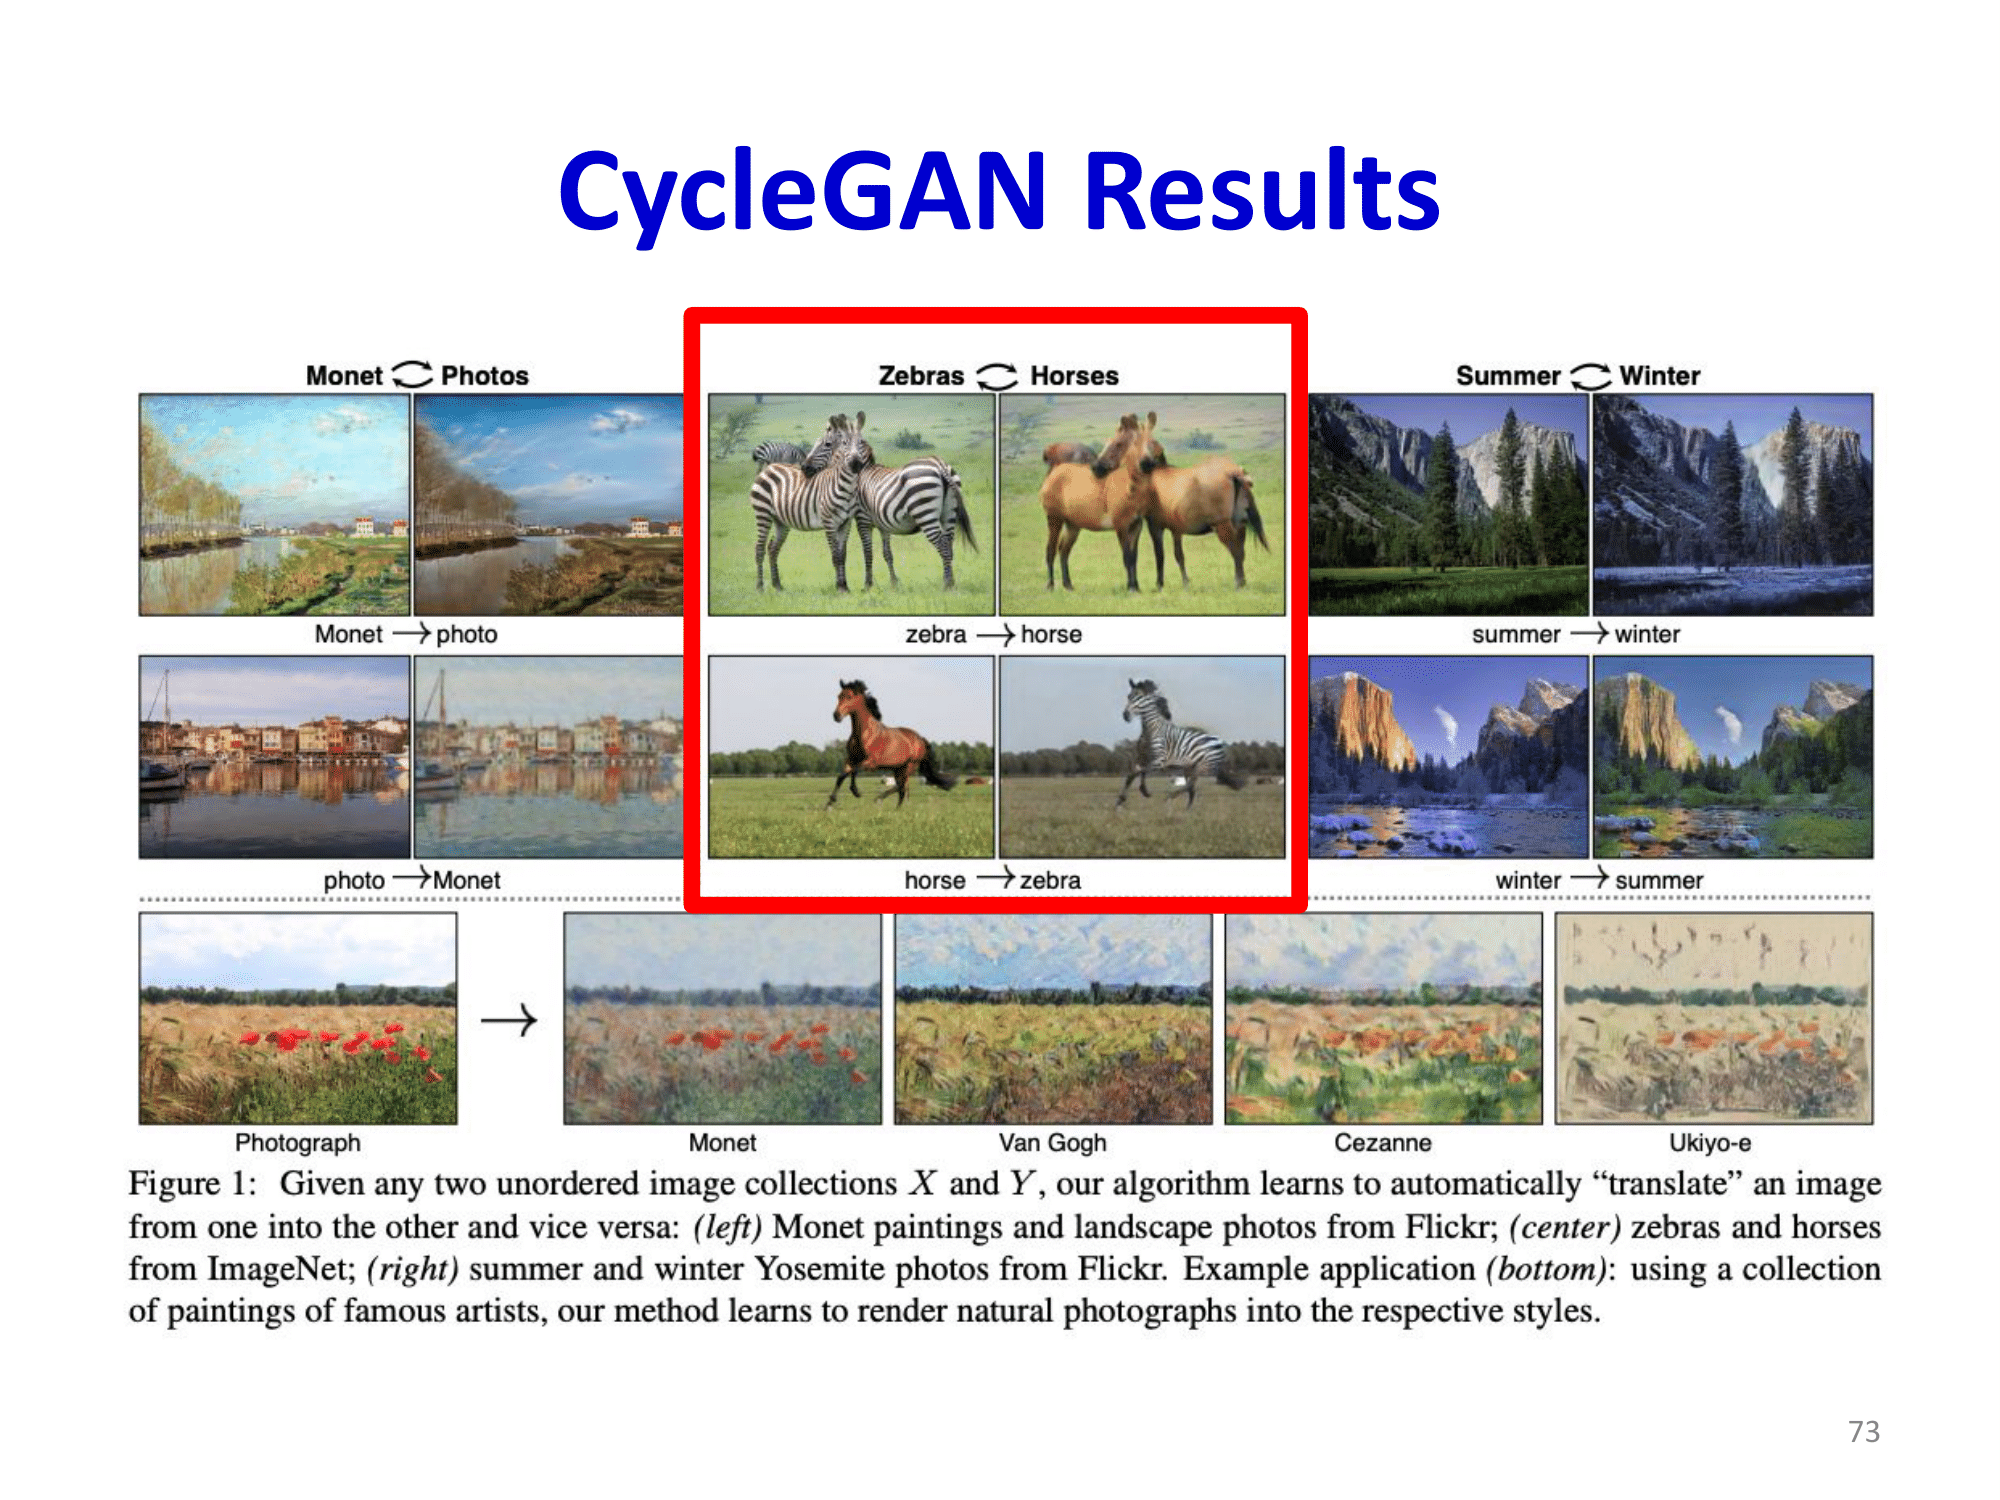 CycleGAN Results
Monet Photos
Zebras Horses
Summer Winter
Monet → photo
zebra → horse
summer → winter
photo → Monet
horse → zebra
winter → summer
→
Photograph
Monet
Van Gogh
Cezanne
Ukiyo-e
Figure 1: Given any two unordered image collections X and Y, our algorithm learns to automatically “translate” an image
from one into the other and vice versa: (left) Monet paintings and landscape photos from Flickr; (center) zebras and horses
from ImageNet; (right) summer and winter Yosemite photos from Flickr. Example application (bottom): using a collection
of paintings of famous artists, our method learns to render natural photographs into the respective styles.
73